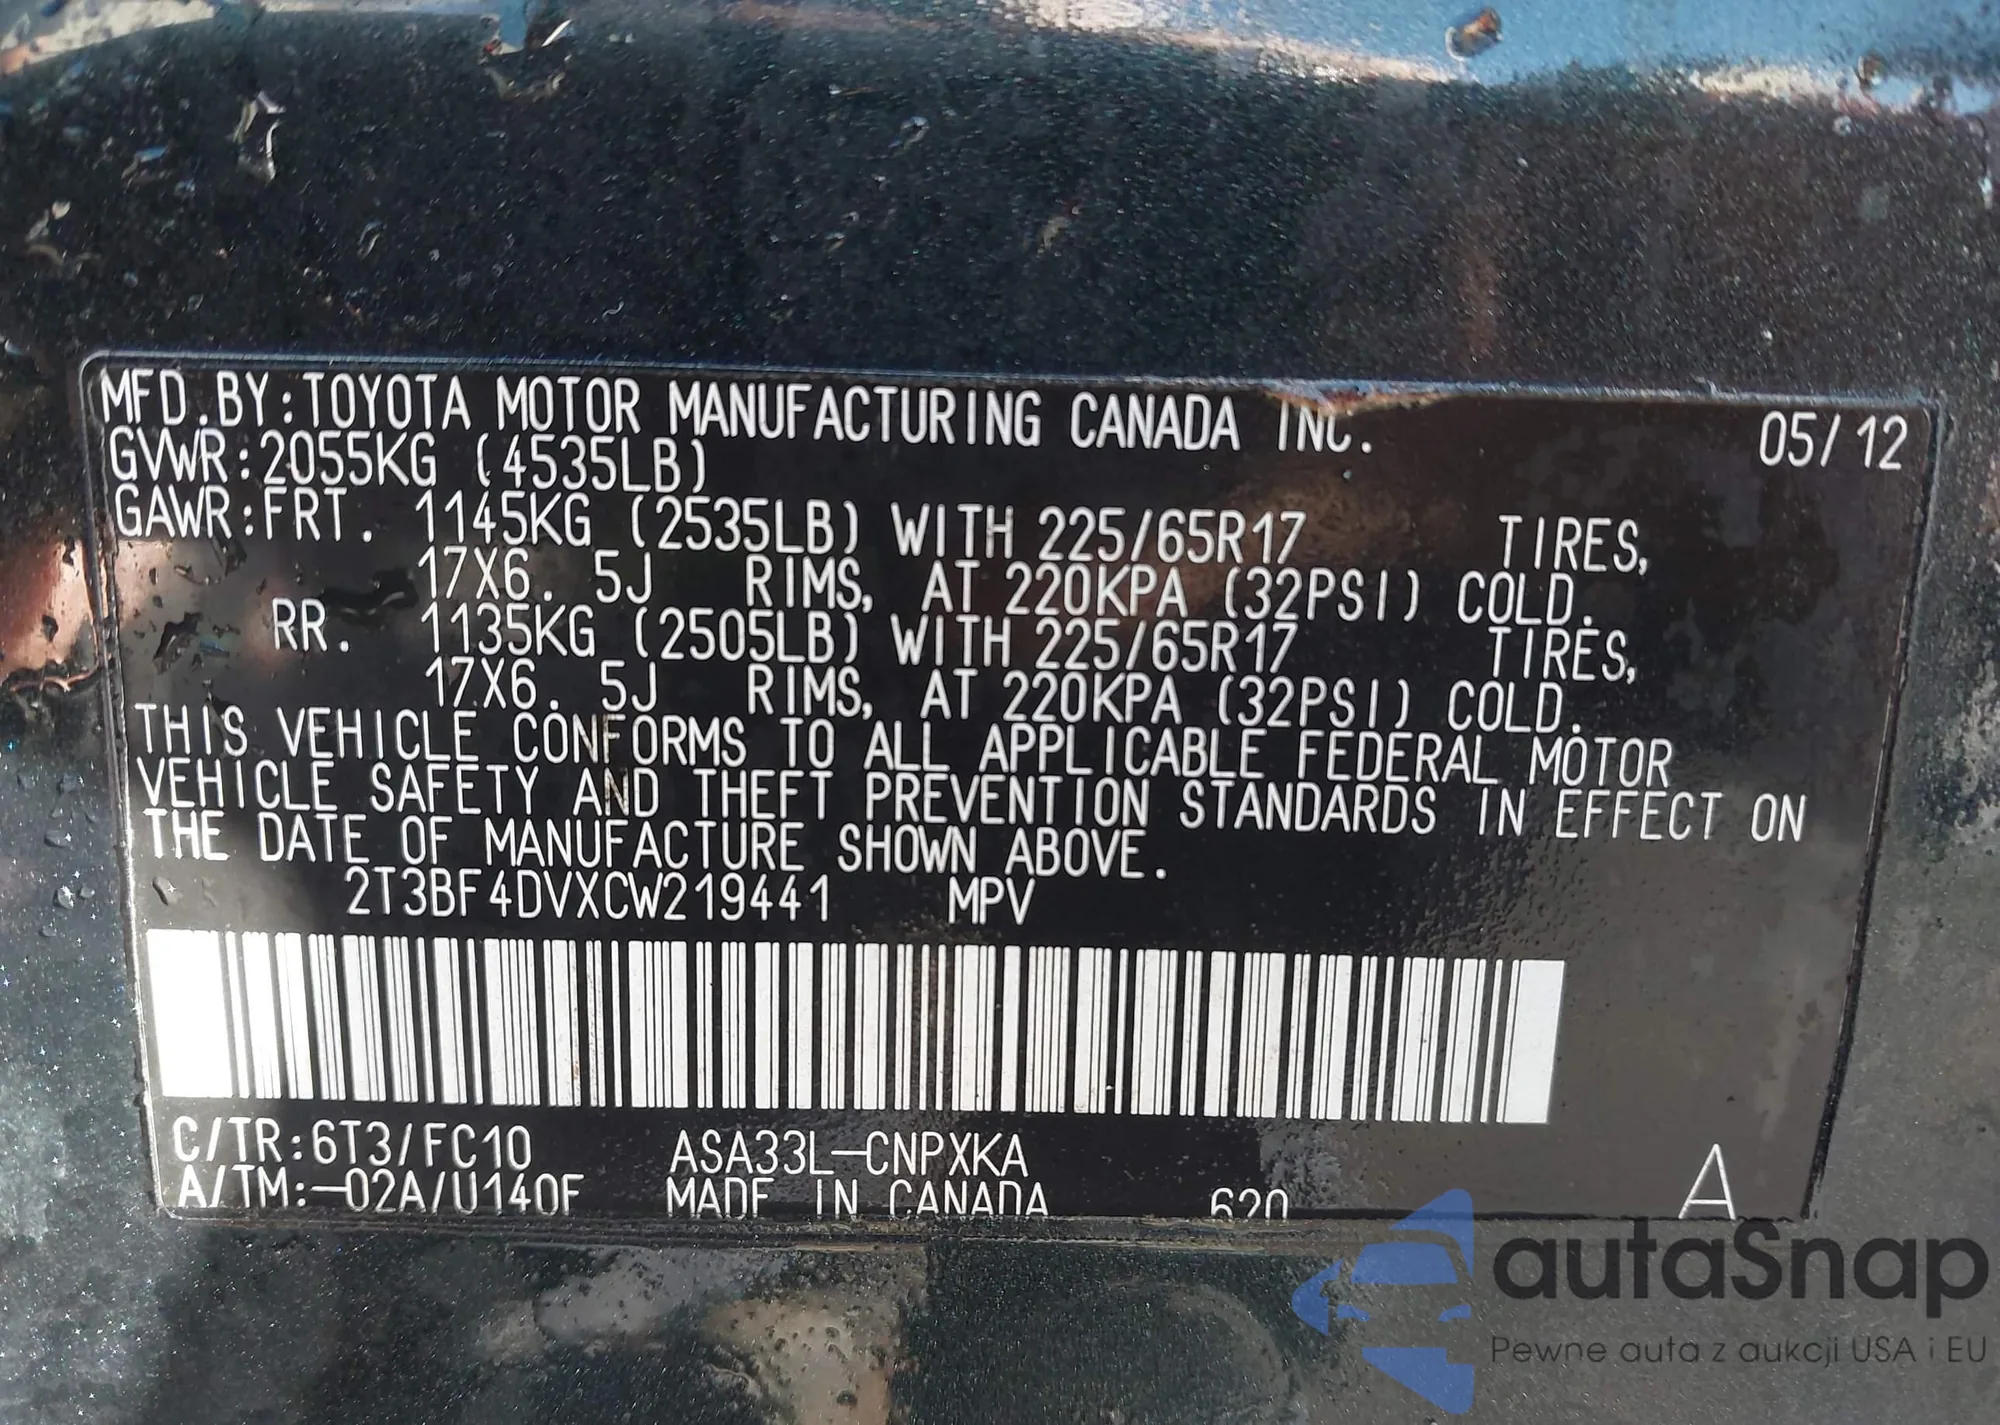 MFD.BY:TOYOTA MOTOR MANUFACTURING CANADA INC. 05/12
GVWR:2055KG (4535LB)
GAWR:FRT. 1145KG (2535LB) WITH 225/65R17 TIRES,
17X6. 5J RIMS, AT 220KPA (32PSI) COLD.
RR. 1135KG (2505LB) WITH 225/65R17 TIRES,
17X6. 5J RIMS, AT 220KPA (32PSI) COLD.
THIS VEHICLE CONFORMS TO ALL APPLICABLE FEDERAL MOTOR
VEHICLE SAFETY AND THEFT PREVENTION STANDARDS IN EFFECT ON
THE DATE OF MANUFACTURE SHOWN ABOVE.
2T3BF4DVXCW219441 MPV
C/TR:6T3/FC10 ASA33L-CNPXKA
A/TM:-02A/U140F MADE IN CANADA 620 A
autaSnap
Pewne auta z aukcji USA i EU